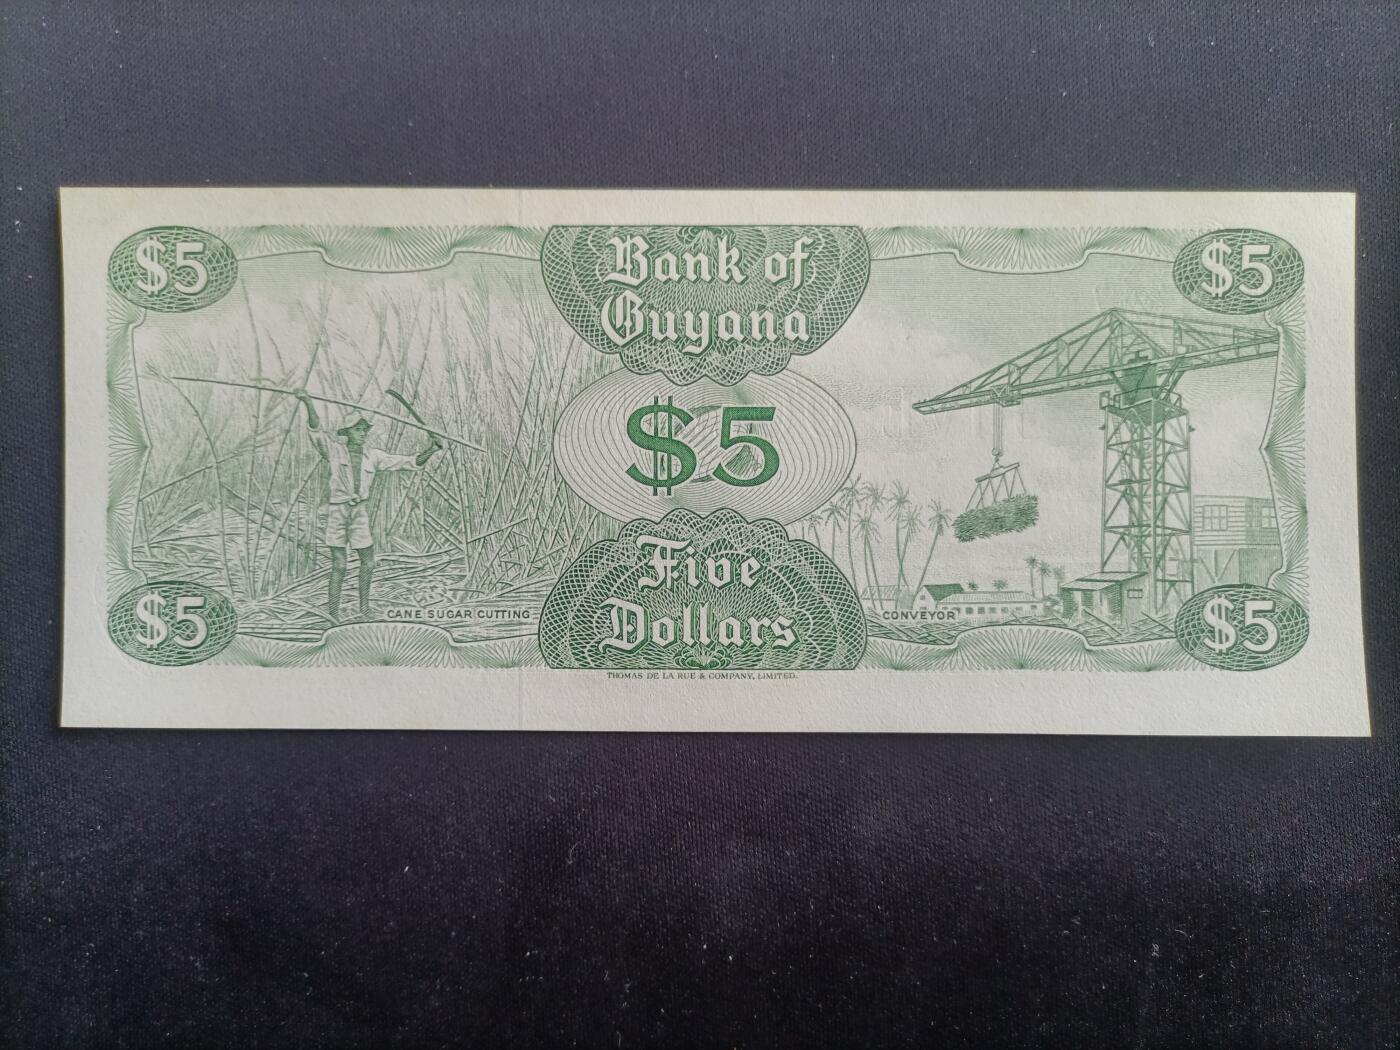 $5
Bank of
Guyana
$5
$5
Five
Dollars
$5
CANE SUGAR CUTTING
CONVEYOR
$5
THOMAS DE LA RUE & COMPANY, LIMITED.